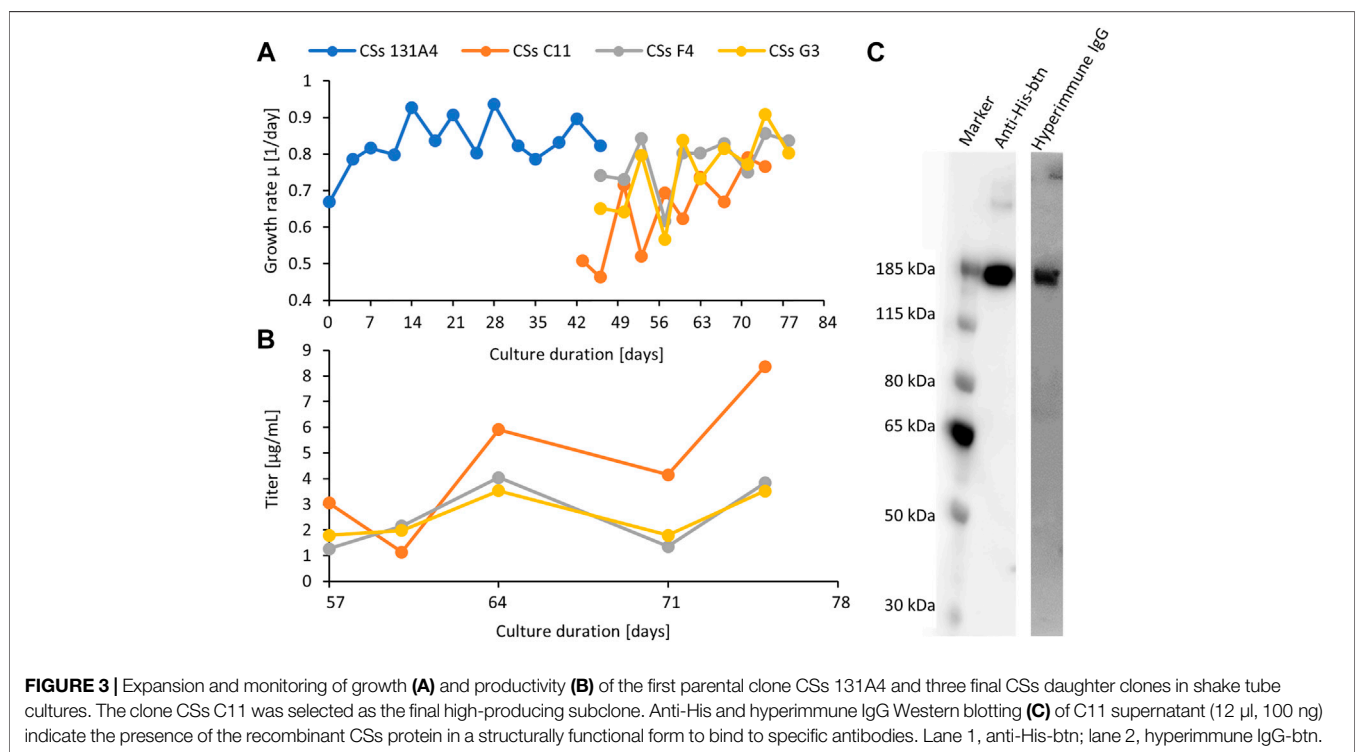 A
CSs 131A4 CSs C11 CSs F4 CSs G3
Growth rate µ [1/day]
1
0.9
0.8
0.7
0.6
0.5
0.4
0 7 14 21 28 35 42 49 56 63 70 77 84
Culture duration [days]
B
Titer [µg/mL]
9
8
7
6
5
4
3
2
1
0
57 64 71 78
Culture duration [days]
C
Marker
Anti-His-btn
Hyperimmune IgG
185 kDa
115 kDa
80 kDa
65 kDa
50 kDa
30 kDa
FIGURE 3 | Expansion and monitoring of growth (A) and productivity (B) of the first parental clone CSs 131A4 and three final CSs daughter clones in shake tube
cultures. The clone CSs C11 was selected as the final high-producing subclone. Anti-His and hyperimmune IgG Western blotting (C) of C11 supernatant (12 µl, 100 ng)
indicate the presence of the recombinant CSs protein in a structurally functional form to bind to specific antibodies. Lane 1, anti-His-btn; lane 2, hyperimmune IgG-btn.